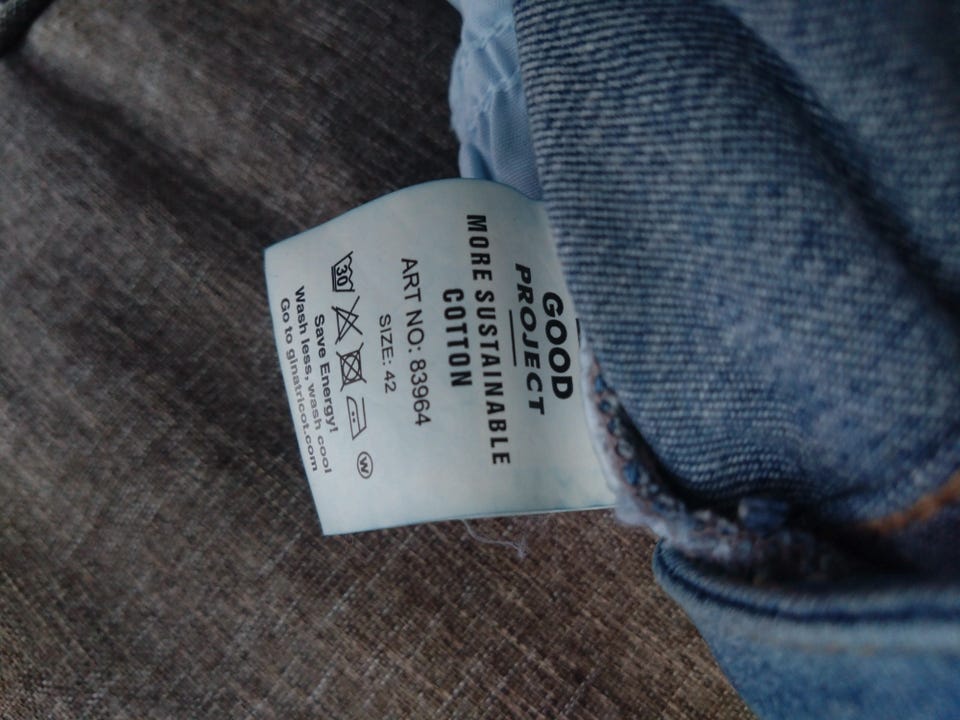 GOOD
PROJECT
MORE SUSTAINABLE
COTTON
ART NO: 83964
SIZE: 42
30
W
Save Energy!
Wash less, wash cool
Go to ginatricot.com